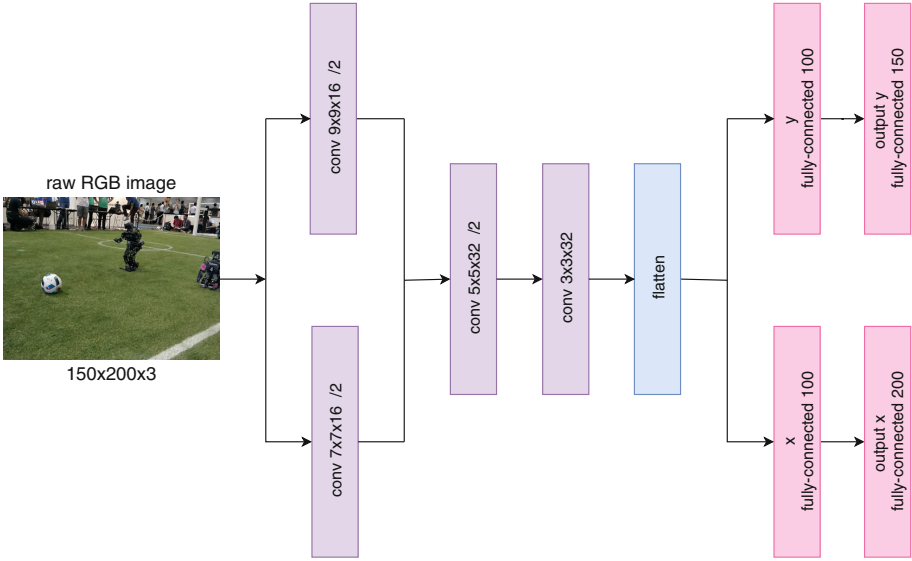 raw RGB image
150x200x3
conv 9x9x16 /2
conv 7x7x16 /2
conv 5x5x32 /2
conv 3x3x32
flatten
y
fully-connected 100
output y
fully-connected 150
x
fully-connected 100
output x
fully-connected 200